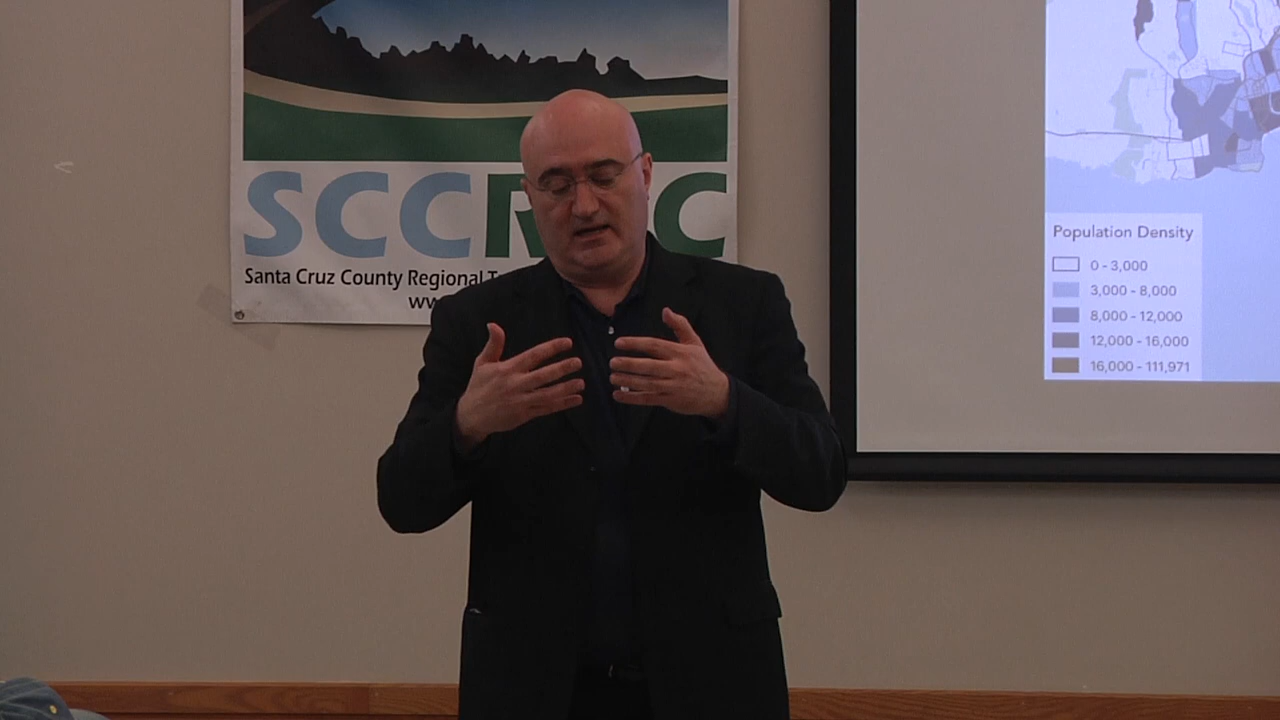 SCC
Santa Cruz County Regional
Population Density
0 - 3,000
3,000 - 8,000
8,000 - 12,000
12,000 - 16,000
16,000 - 111,971